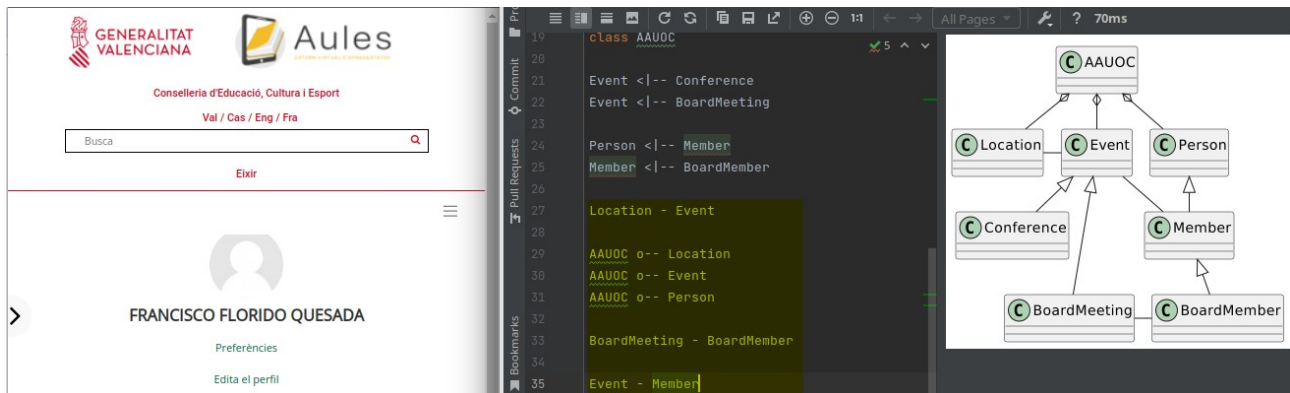 GENERALITAT
VALENCIANA
Aules
Conselleria d'Educació, Cultura i Esport
Val / Cas / Eng / Fra
Busca
Eixir
FRANCISCO FLORIDO QUESADA
Preferències
Edita el perfil
Commit
Pull Requests
Bookmarks
1:1
All Pages
? 70ms
5
19 class AAUOC
20
21 Event <|-- Conference
22 Event <|-- BoardMeeting
23
24 Person <|-- Member
25 Member <|-- BoardMember
26
27 Location - Event
28
29 AAUOC o-- Location
30 AAUOC o-- Event
31 AAUOC o-- Person
32
33 BoardMeeting - BoardMember
34
35 Event - Member
C AAUOC
C Location
C Event
C Person
C Conference
C Member
C BoardMeeting
C BoardMember